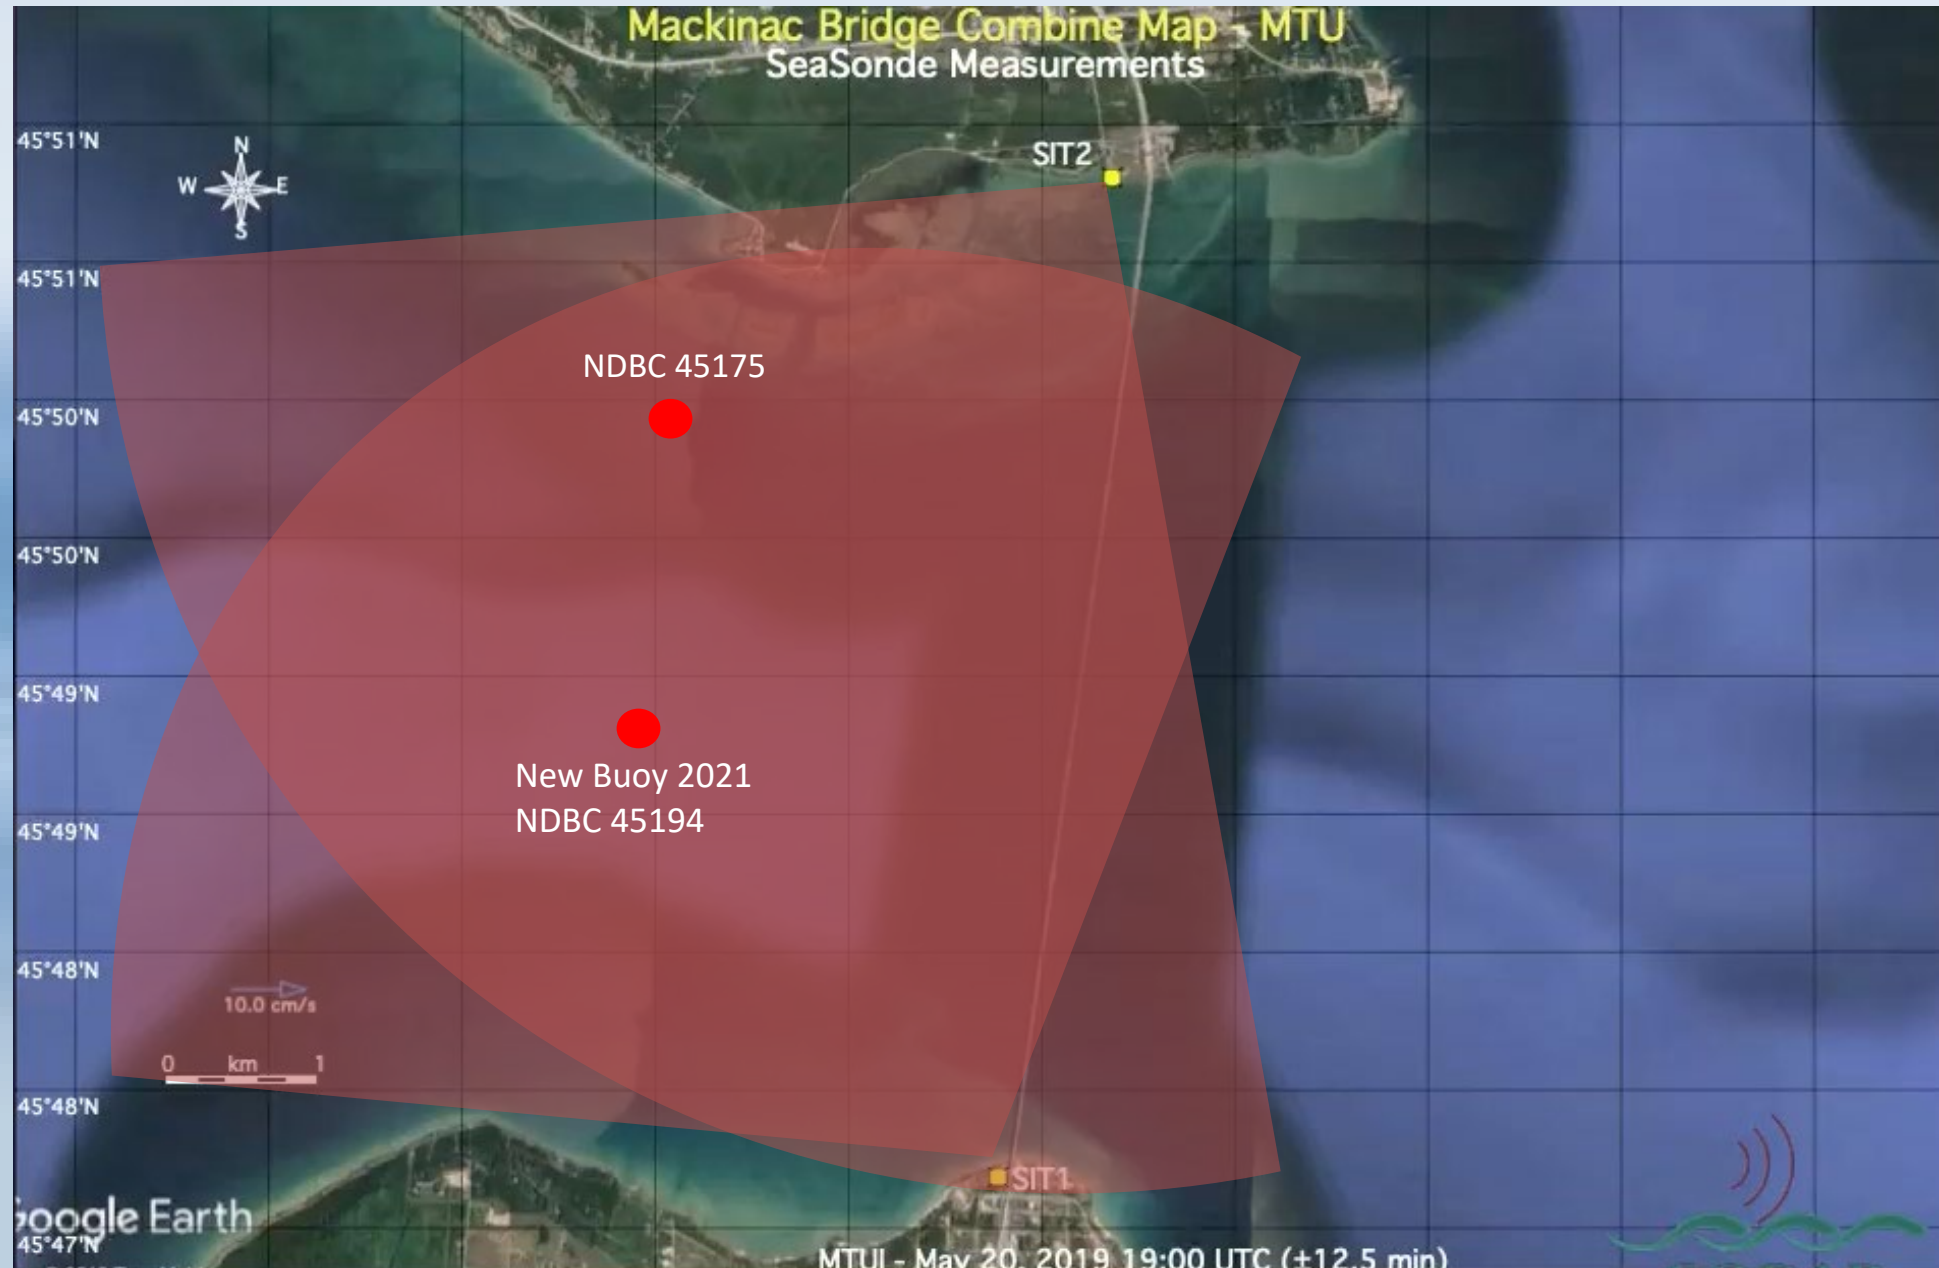 Mackinac Bridge Combine Map - MTU
SeaSonde Measurements
45°51'N
N
W E
S
SIT2
45°51'N
NDBC 45175
45°50'N
45°50'N
45°49'N
New Buoy 2021
NDBC 45194
45°49'N
45°48'N
10.0 cm/s
0 km 1
45°48'N
SIT1
Google Earth
45°47'N
MTUI - May 20, 2019 19:00 UTC (±12.5 min)